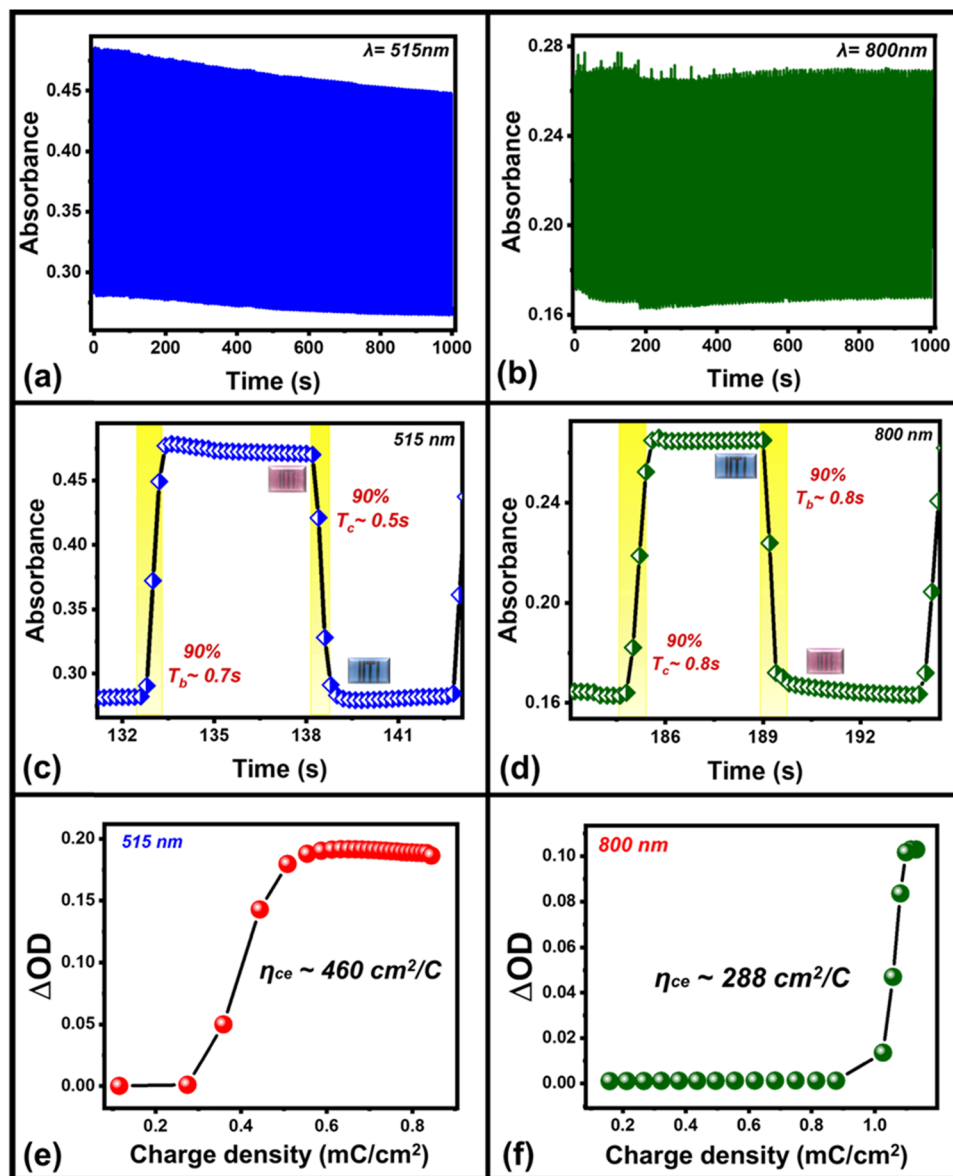 λ= 515nm
0.45
0.40
0.35
0.30
Absorbance
0 200 400 600 800 1000
Time (s)
(a)
λ= 800nm
0.28
0.24
0.20
0.16
Absorbance
0 200 400 600 800 1000
Time (s)
(b)
515 nm
0.45
0.40
0.35
0.30
Absorbance
90%
Tc~ 0.5s
IITI
90%
Tb~ 0.7s
IITI
132 135 138 141
Time (s)
(c)
800 nm
0.28
0.24
0.20
0.16
Absorbance
IITI
90%
Tb~ 0.8s
90%
Tc~ 0.8s
IITI
186 189 192
Time (s)
(d)
515 nm
0.20
0.15
0.10
0.05
0.00
ΔOD
ηce ~ 460 cm²/C
0.2 0.4 0.6 0.8
Charge density (mC/cm²)
(e)
800 nm
0.10
0.08
0.06
0.04
0.02
0.00
ΔOD
ηce ~ 288 cm²/C
0.2 0.4 0.6 0.8 1.0
Charge density (mC/cm²)
(f)